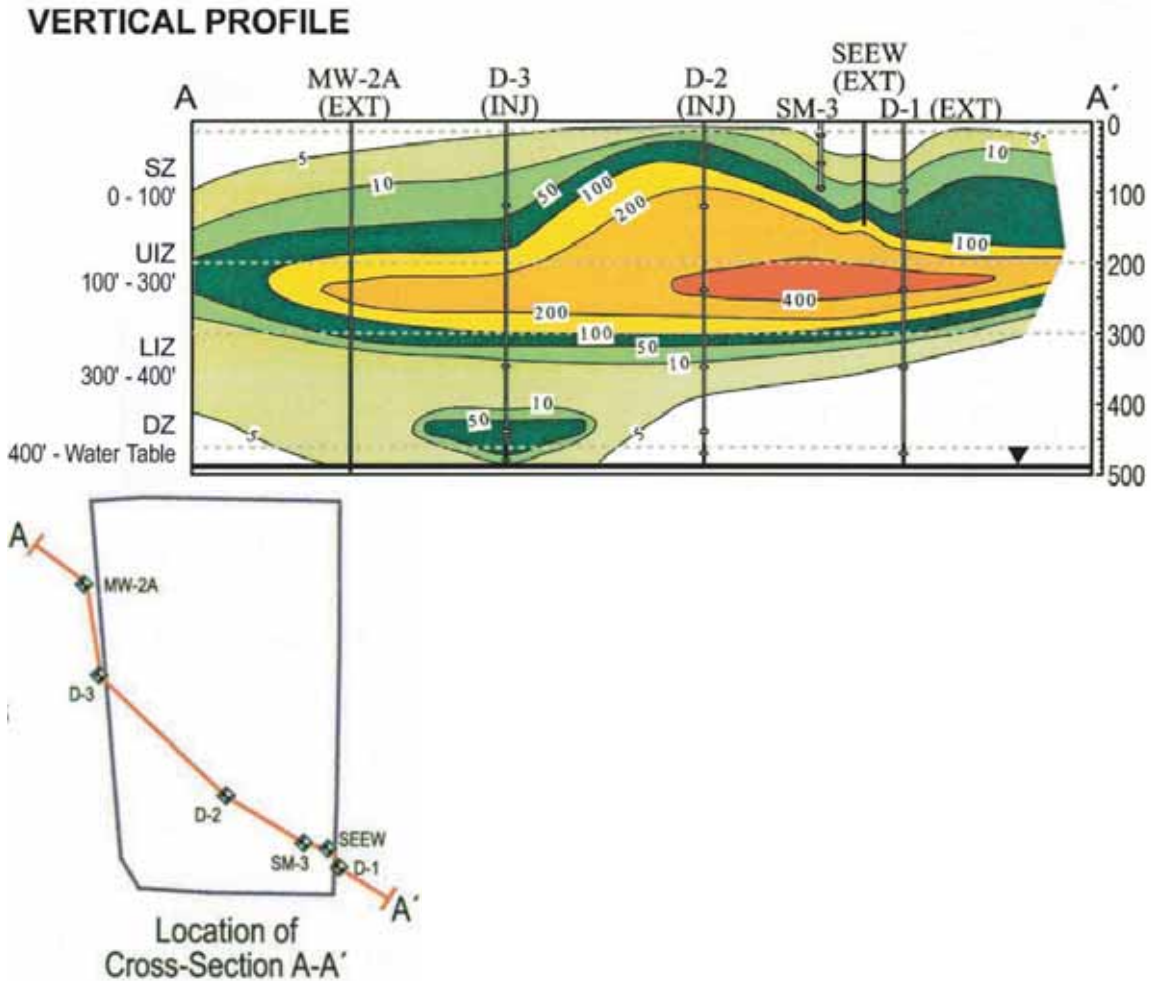 VERTICAL PROFILE
A
MW-2A
(EXT)
D-3
(INJ)
D-2
(INJ)
SM-3
SEEW
(EXT)
D-1 (EXT)
A´
SZ
0 - 100'
UIZ
100' - 300'
LIZ
300' - 400'
DZ
400' - Water Table
5
10
50
100
200
5
10
100
400
200
100
50
10
10
50
5
5
0
100
200
300
400
500
A
MW-2A
D-3
D-2
SM-3
SEEW
D-1
A´
Location of
Cross-Section A-A´